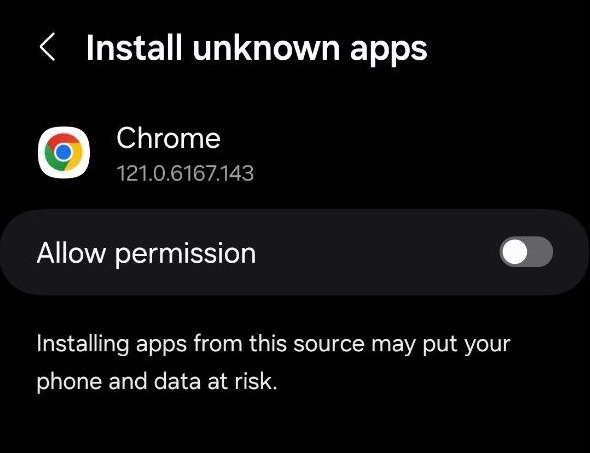 Install unknown apps
Chrome
121.0.6167.143
Allow permission
Installing apps from this source may put your
phone and data at risk.